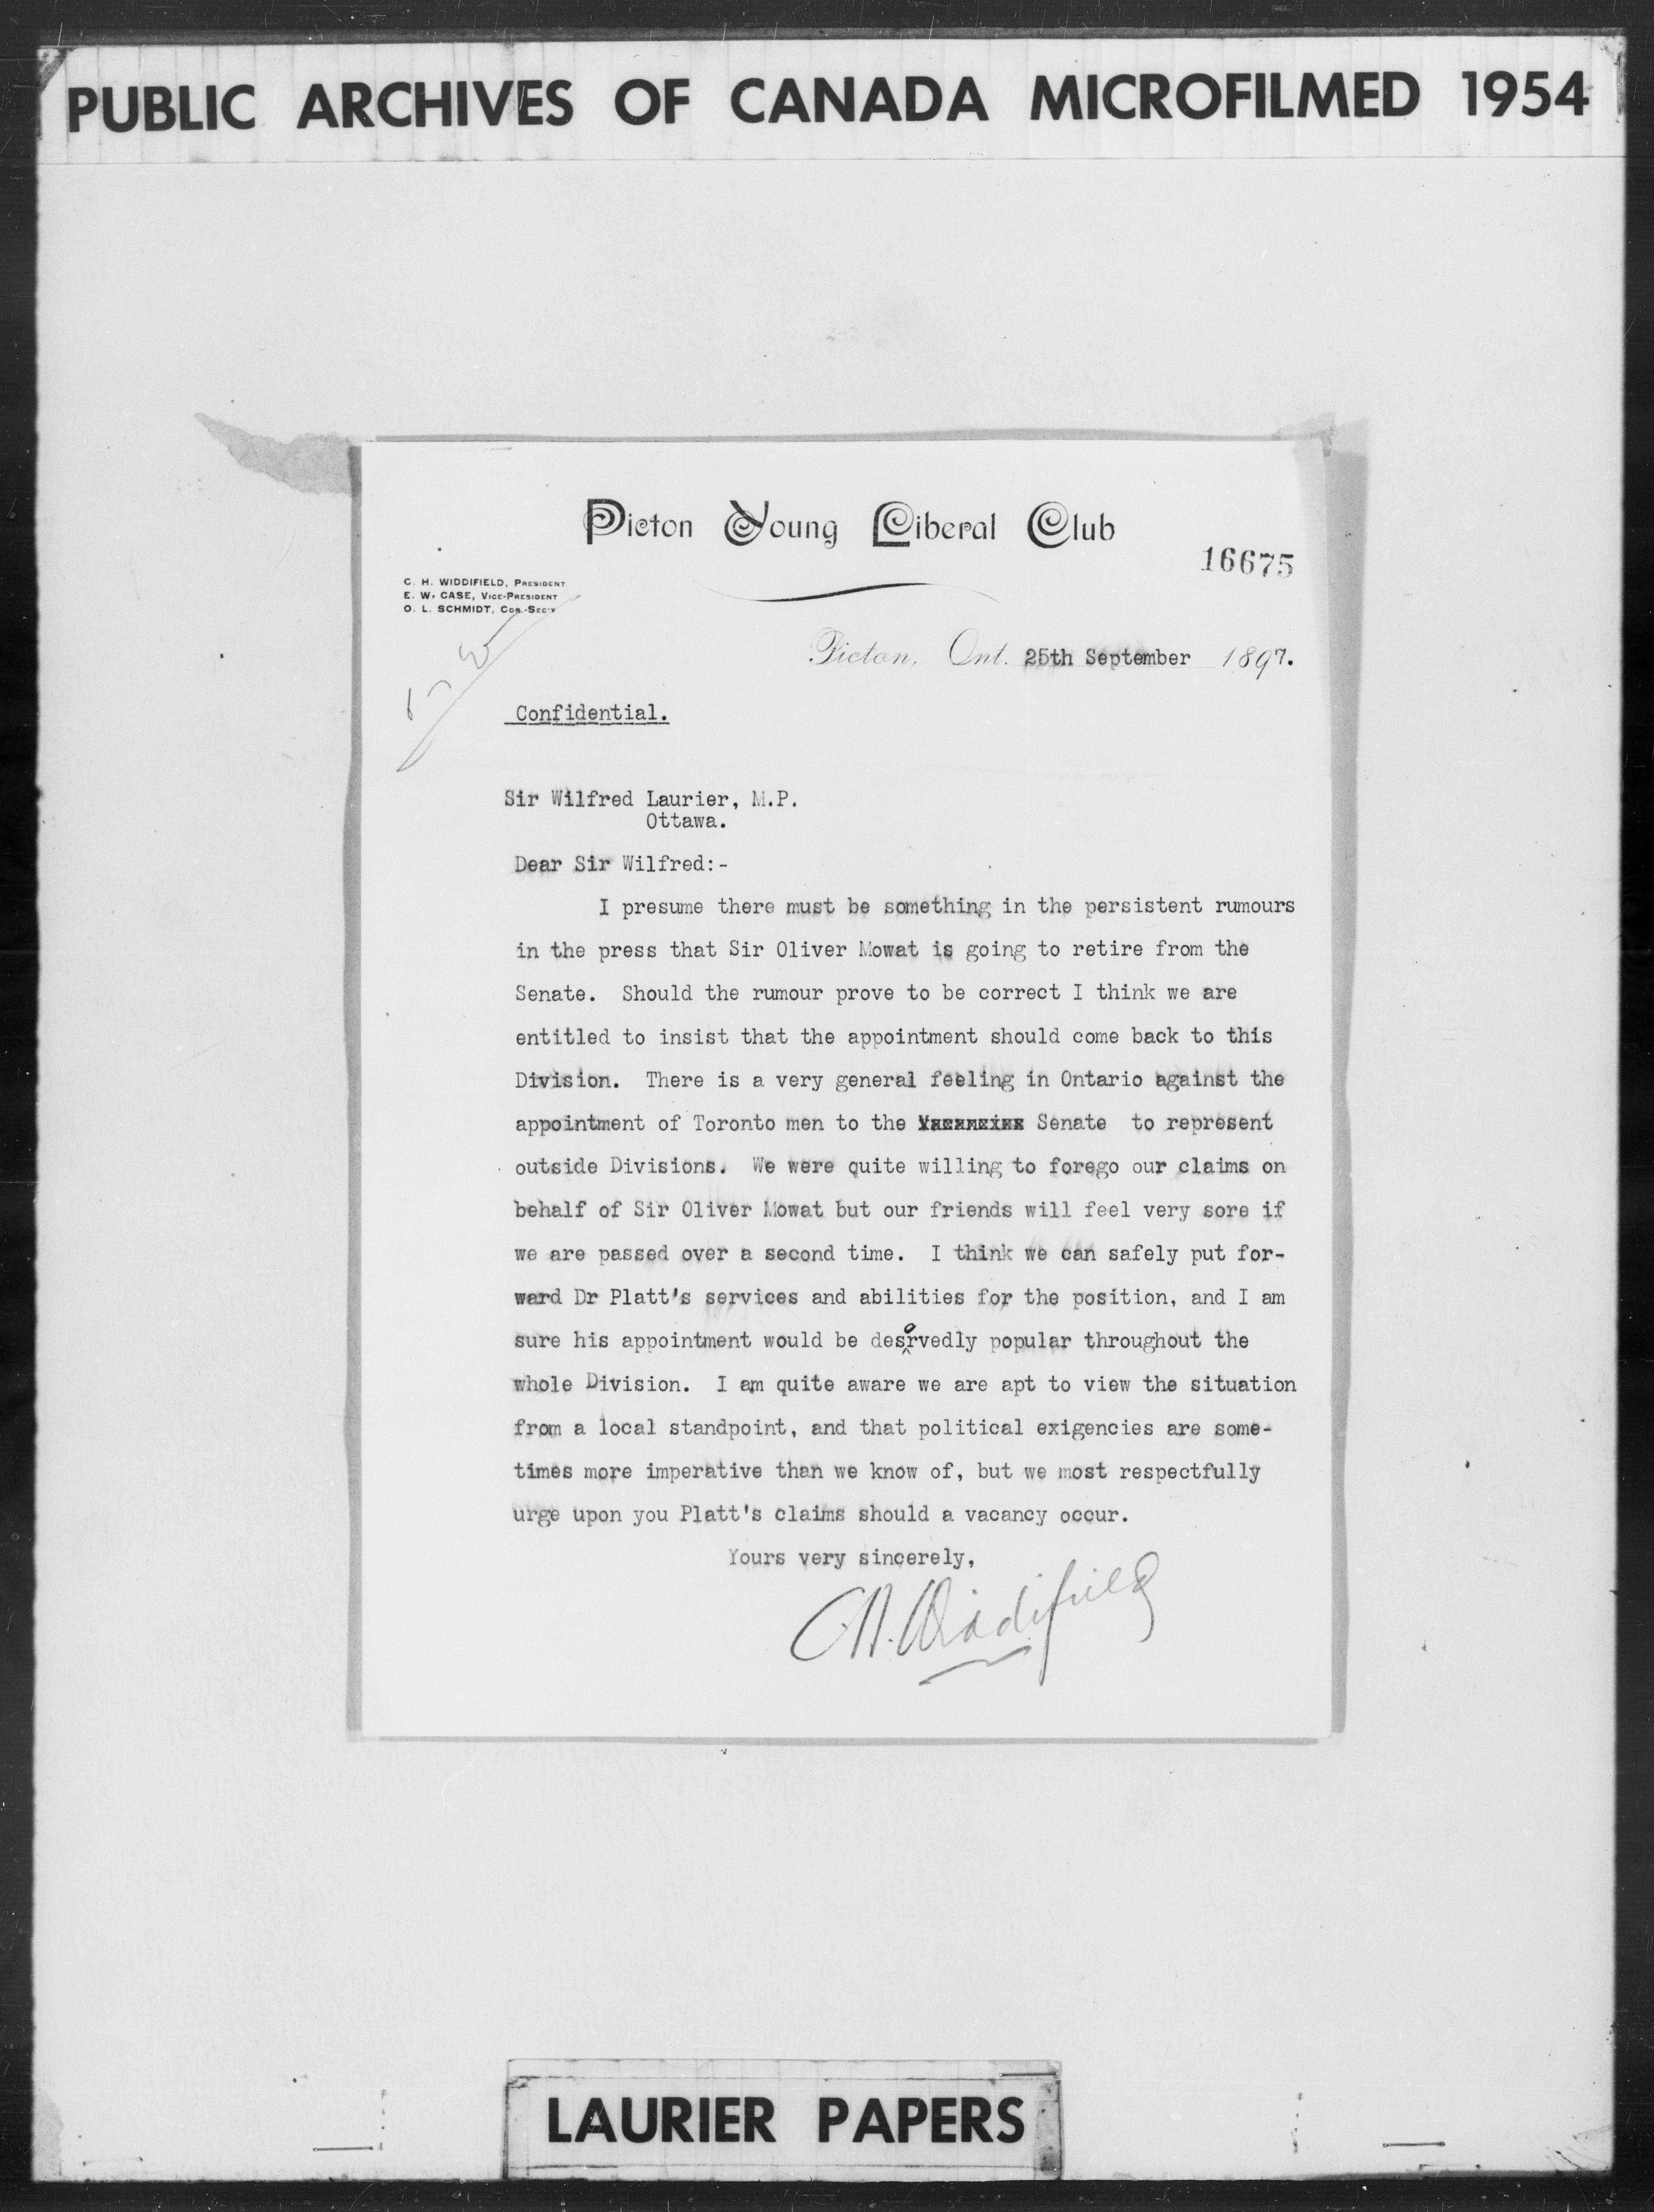 PUBLIC ARCHIVES OF CANADA MICROFILMED 1954
Picton Young Liberal Club
16675
C. H. WIDDIFIELD, PRESIDENT
E. W. CASE, VICE-PRESIDENT
O. L. SCHMIDT, COR.-SEC'Y
Picton, Ont. 25th September 1897.
Confidential.
Sir Wilfred Laurier, M.P.
Ottawa.
Dear Sir Wilfred:-
I presume there must be something in the persistent rumours
in the press that Sir Oliver Mowat is going to retire from the
Senate. Should the rumour prove to be correct I think we are
entitled to insist that the appointment should come back to this
Division. There is a very general feeling in Ontario against the
appointment of Toronto men to the Senate to represent
outside Divisions. We were quite willing to forego our claims on
behalf of Sir Oliver Mowat but our friends will feel very sore if
we are passed over a second time. I think we can safely put for-
ward Dr Platt's services and abilities for the position, and I am
sure his appointment would be deservedly popular throughout the
whole Division. I am quite aware we are apt to view the situation
from a local standpoint, and that political exigencies are some-
times more imperative than we know of, but we most respectfully
urge upon you Platt's claims should a vacancy occur.
Yours very sincerely,
C.H. Widdifield
LAURIER PAPERS